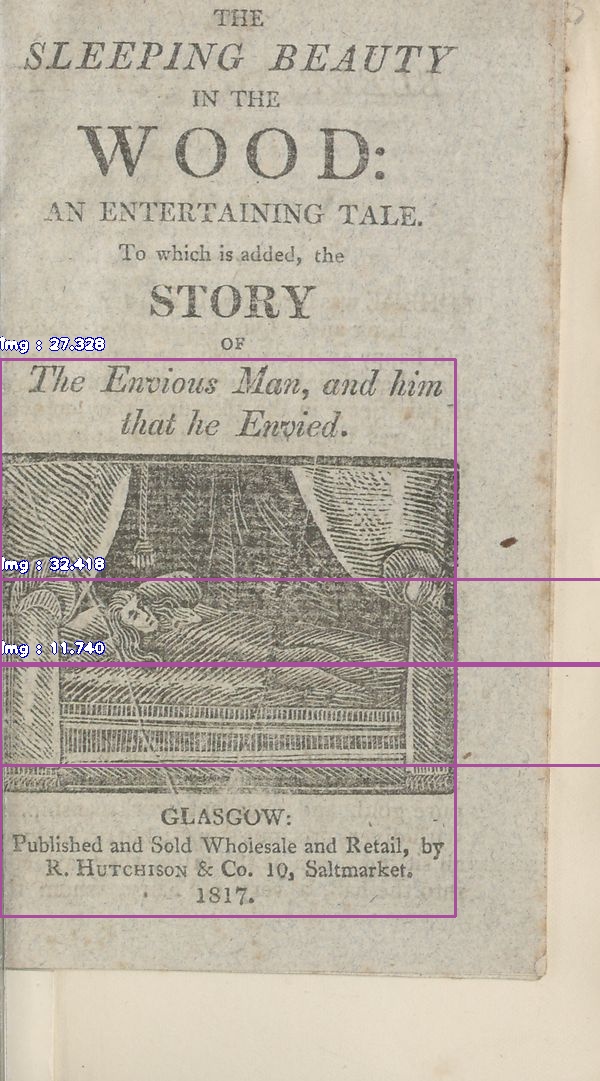 THE
SLEEPING BEAUTY
IN THE
WOOD:
AN ENTERTAINING TALE.
To which is added, the
STORY
OF
Img : 27.328
The Envious Man, and him
that he Envied.
Img : 32.418
Img : 11.740
GLASGOW:
Published and Sold Wholesale and Retail, by
R. HUTCHISON & Co. 10, Saltmarket.
1817.